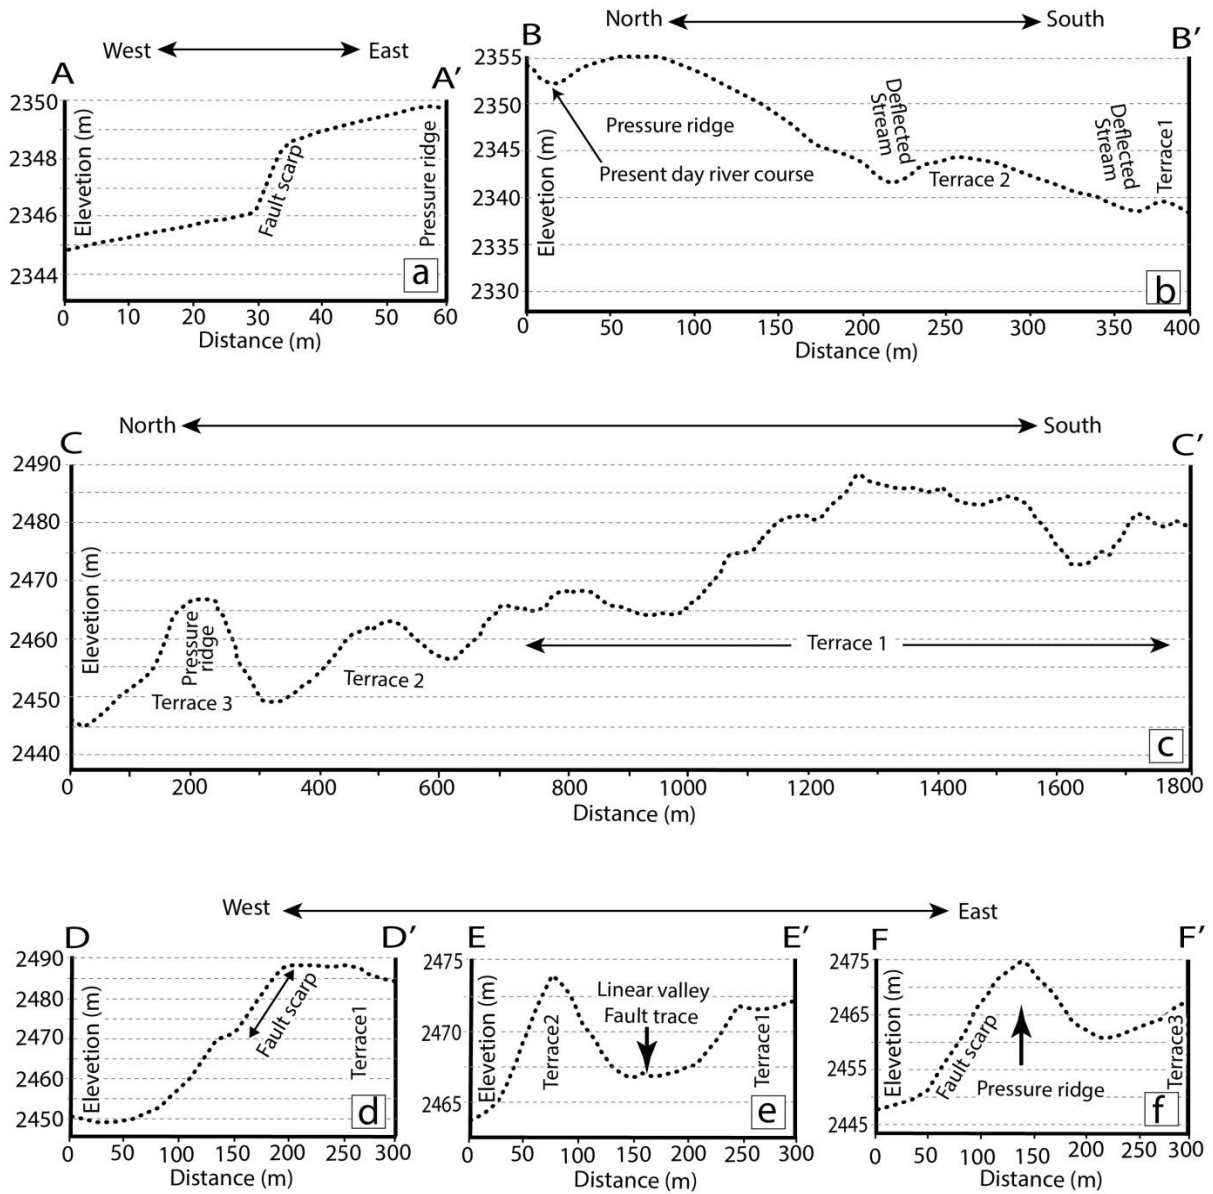 West East
A A'
2350
2348
2346
2344
Elevetion (m)
Fault scarp
Pressure ridge
a
0 10 20 30 40 50 60
Distance (m)
North South
B B'
2355
2350
2345
2340
2335
2330
Elevetion (m)
Pressure ridge
Present day river course
Deflected
Stream
Terrace 2
Deflected
Stream
Terrace1
b
0 50 100 150 200 250 300 350 400
Distance (m)
North South
C C'
2490
2480
2470
2460
2450
2440
Elevetion (m)
Pressure
ridge
Terrace 3
Terrace 2
Terrace 1
c
0 200 400 600 800 1000 1200 1400 1600 1800
Distance (m)
West East
D D'
2490
2480
2470
2460
2450
Elevetion (m)
Fault scarp
Terrace1
d
0 50 100 150 200 250 300
Distance (m)
E E'
2475
2470
2465
Elevetion (m)
Terrace2
Linear valley
Fault trace
Terrace1
e
0 50 100 150 200 250 300
Distance (m)
F F'
2475
2465
2455
2445
Elevetion (m)
Fault scarp
Pressure ridge
Terrace3
f
0 50 100 150 200 250 300
Distance (m)